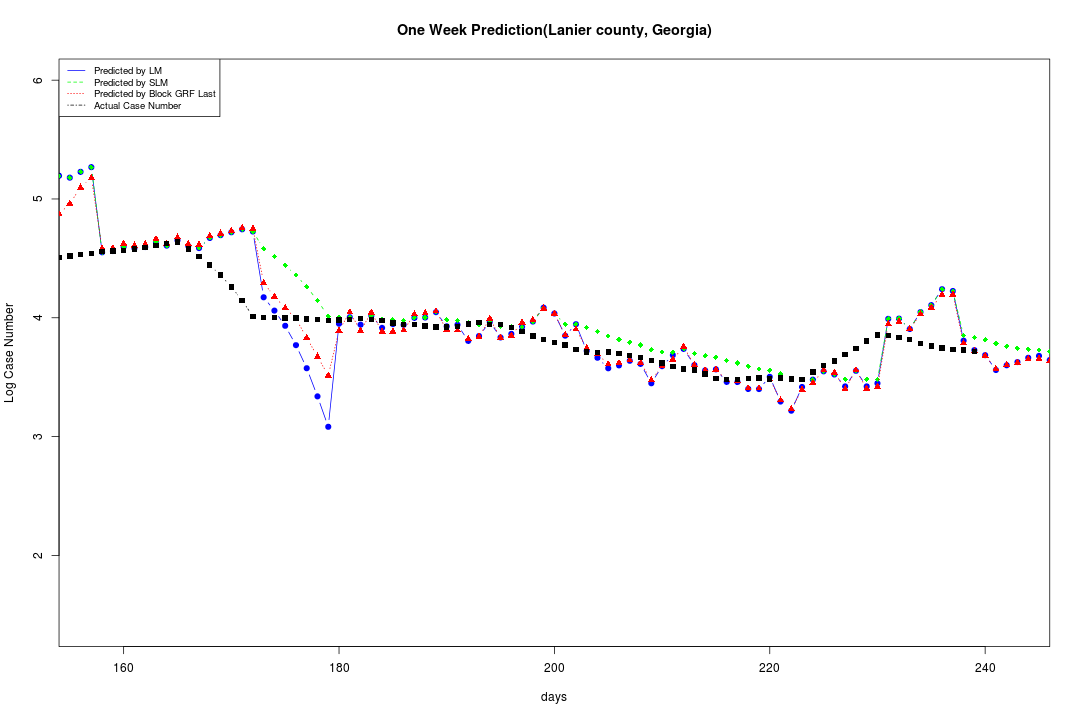 One Week Prediction(Lanier county, Georgia)
Predicted by LM
Predicted by SLM
Predicted by Block GRF Last
Actual Case Number
Log Case Number
6
5
4
3
2
160 180 200 220 240
days